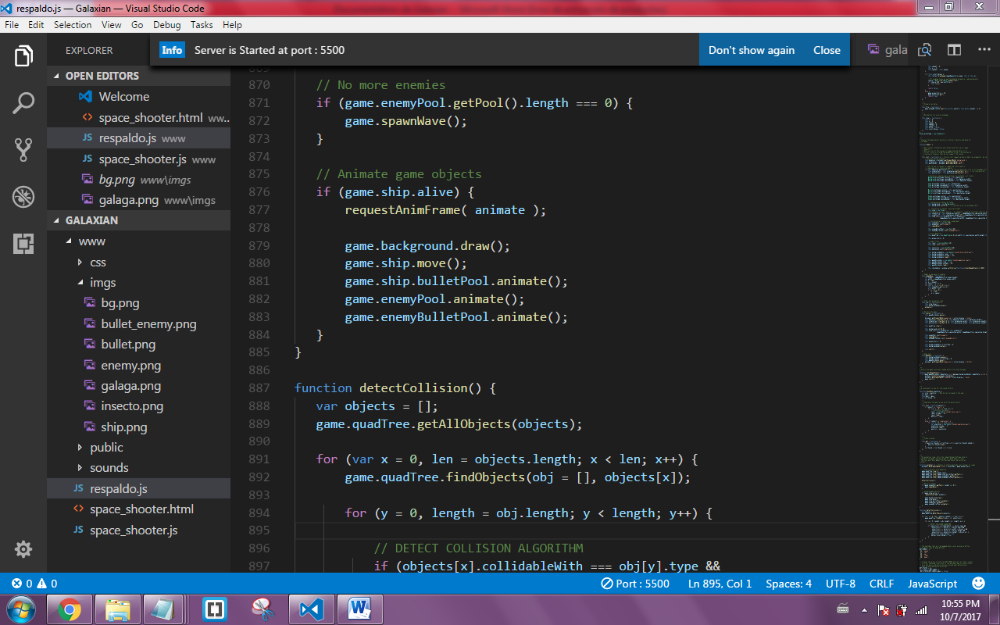 respaldo.js — Galaxian — Visual Studio Code
File Edit Selection View Go Debug Tasks Help
EXPLORER
Info Server is Started at port : 5500 Don't show again Close
gala
OPEN EDITORS
Welcome
space_shooter.html ww...
respaldo.js www
space_shooter.js www
bg.png www\imgs
galaga.png www\imgs
GALAXIAN
www
css
imgs
bg.png
bullet_enemy.png
bullet.png
enemy.png
galaga.png
insecto.png
ship.png
public
sounds
respaldo.js
space_shooter.html
space_shooter.js
869
870 // No more enemies
871 if (game.enemyPool.getPool().length === 0) {
872 game.spawnWave();
873 }
874
875 // Animate game objects
876 if (game.ship.alive) {
877 requestAnimFrame( animate );
878
879 game.background.draw();
880 game.ship.move();
881 game.ship.bulletPool.animate();
882 game.enemyPool.animate();
883 game.enemyBulletPool.animate();
884 }
885 }
886
887 function detectCollision() {
888 var objects = [];
889 game.quadTree.getAllObjects(objects);
890
891 for (var x = 0, len = objects.length; x < len; x++) {
892 game.quadTree.findObjects(obj = [], objects[x]);
893
894 for (y = 0, length = obj.length; y < length; y++) {
895
896 // DETECT COLLISION ALGORITHM
897 if (objects[x].collidableWith === obj[y].type &&
0 0 Port : 5500 Ln 895, Col 1 Spaces: 4 UTF-8 CRLF JavaScript
10:55 PM
10/7/2017